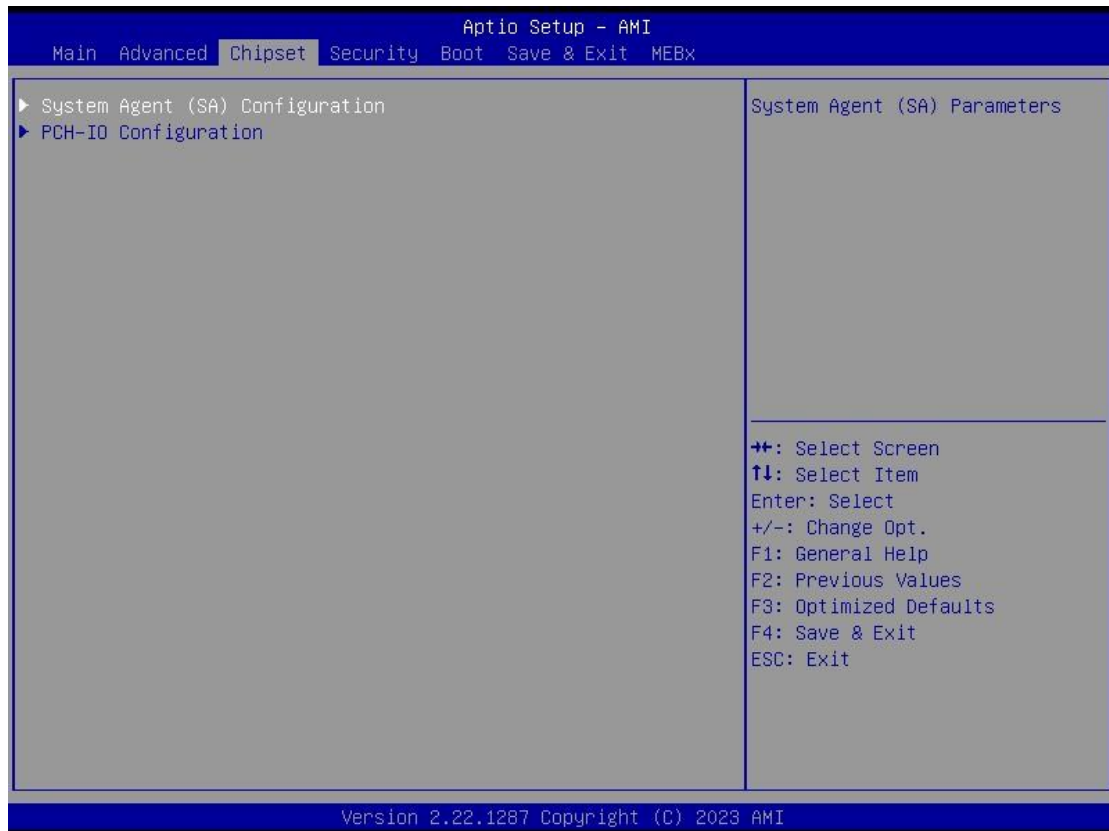 Aptio Setup - AMI
Main Advanced Chipset Security Boot Save & Exit MEBx
▶ System Agent (SA) Configuration
▶ PCH-IO Configuration
System Agent (SA) Parameters
→←: Select Screen
↑↓: Select Item
Enter: Select
+/-: Change Opt.
F1: General Help
F2: Previous Values
F3: Optimized Defaults
F4: Save & Exit
ESC: Exit
Version 2.22.1287 Copyright (C) 2023 AMI